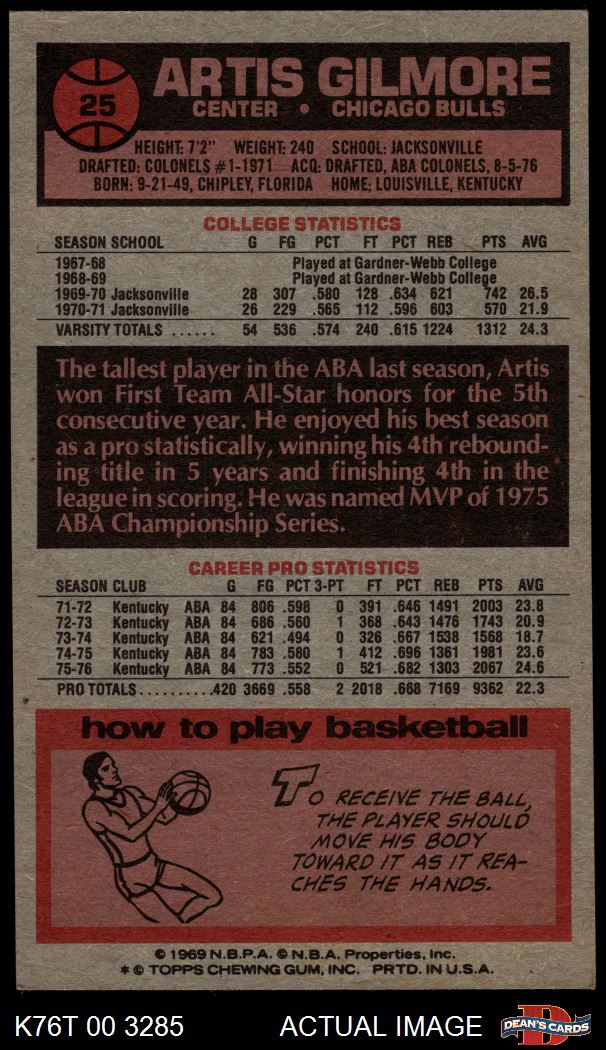 25
ARTIS GILMORE
CENTER • CHICAGO BULLS
HEIGHT: 7'2" WEIGHT: 240 SCHOOL: JACKSONVILLE
DRAFTED: COLONELS #1-1971 ACQ: DRAFTED, ABA COLONELS, 8-5-76
BORN: 9-21-49, CHIPLEY, FLORIDA HOME: LOUISVILLE, KENTUCKY
COLLEGE STATISTICS
SEASON SCHOOL G FG PCT FT PCT REB PTS AVG
1967-68 Played at Gardner-Webb College
1968-69 Played at Gardner-Webb College
1969-70 Jacksonville 28 307 .580 128 .634 621 742 26.5
1970-71 Jacksonville 26 229 .565 112 .596 603 570 21.9
VARSITY TOTALS ...... 54 536 .574 240 .615 1224 1312 24.3
The tallest player in the ABA last season, Artis
won First Team All-Star honors for the 5th
consecutive year. He enjoyed his best season
as a pro statistically, winning his 4th rebound-
ing title in 5 years and finishing 4th in the
league in scoring. He was named MVP of 1975
ABA Championship Series.
CAREER PRO STATISTICS
SEASON CLUB G FG PCT 3-PT FT PCT REB PTS AVG
71-72 Kentucky ABA 84 806 .598 0 391 .646 1491 2003 23.8
72-73 Kentucky ABA 84 686 .560 1 368 .643 1476 1743 20.9
73-74 Kentucky ABA 84 621 .494 0 326 .667 1538 1568 18.7
74-75 Kentucky ABA 84 783 .580 1 412 .696 1361 1981 23.6
75-76 Kentucky ABA 84 773 .552 0 521 .682 1303 2067 24.6
PRO TOTALS.......... .420 3669 .558 2 2018 .668 7169 9362 22.3
how to play basketball
TO RECEIVE THE BALL,
THE PLAYER SHOULD
MOVE HIS BODY
TOWARD IT AS IT REA-
CHES THE HANDS.
© 1969 N.B.P.A. © N.B.A. Properties, Inc.
* © TOPPS CHEWING GUM, INC. PRTD. IN U.S.A.
K76T 00 3285 ACTUAL IMAGE DEAN'S CARDS